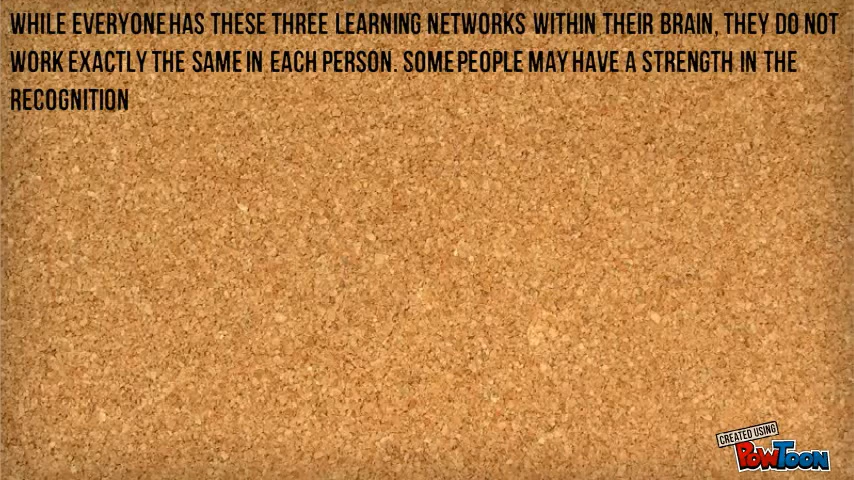 WHILE EVERYONE HAS THESE THREE LEARNING NETWORKS WITHIN THEIR BRAIN, THEY DO NOT
WORK EXACTLY THE SAME IN EACH PERSON. SOME PEOPLE MAY HAVE A STRENGTH IN THE
RECOGNITION
CREATED USING
POWTOON